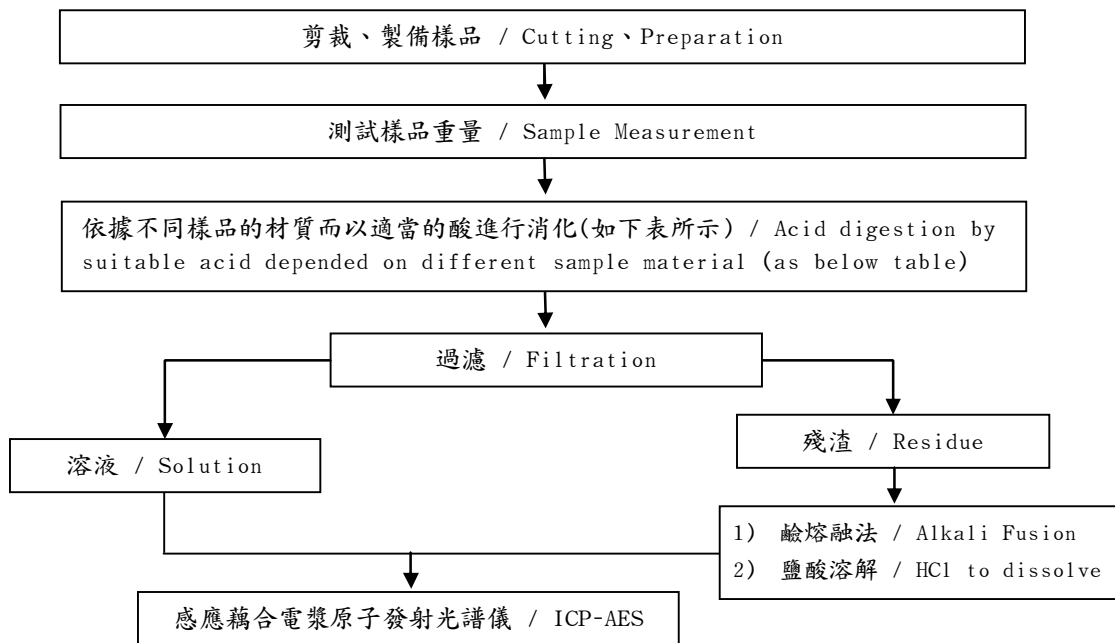 剪裁、製備樣品 / Cutting、Preparation
測試樣品重量 / Sample Measurement
依據不同樣品的材質而以適當的酸進行消化(如下表所示) / Acid digestion by
suitable acid depended on different sample material (as below table)
過濾 / Filtration
溶液 / Solution
殘渣 / Residue
1) 鹼熔融法 / Alkali Fusion
2) 鹽酸溶解 / HCl to dissolve
感應藕合電漿原子發射光譜儀 / ICP-AES